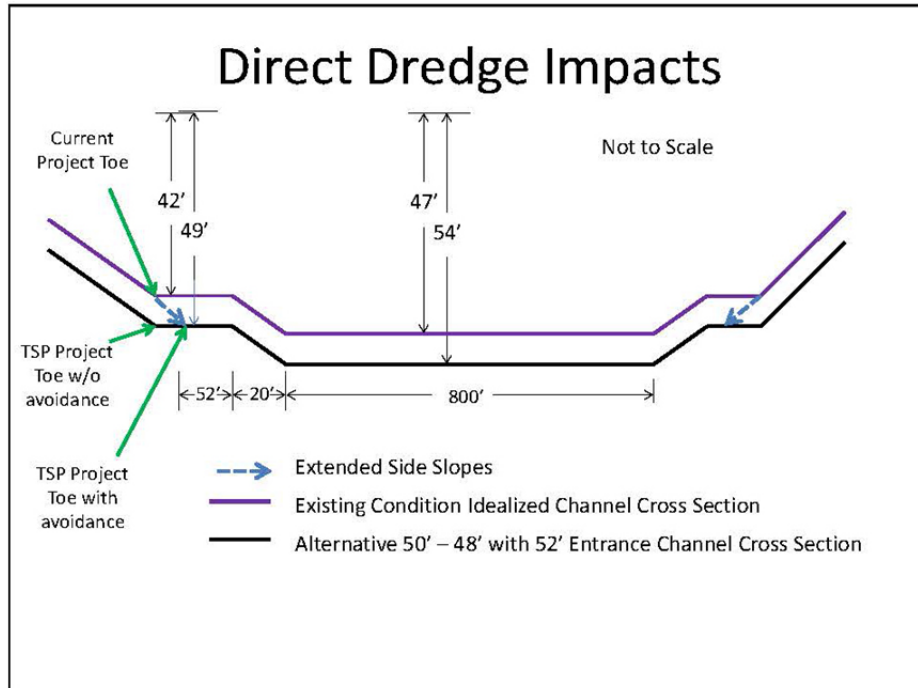 Direct Dredge Impacts
Current
Project Toe
Not to Scale
42’
49’
47’
54’
TSP Project
Toe w/o
avoidance
52’
20’
800’
TSP Project
Toe with
avoidance
Extended Side Slopes
Existing Condition Idealized Channel Cross Section
Alternative 50’ – 48’ with 52’ Entrance Channel Cross Section